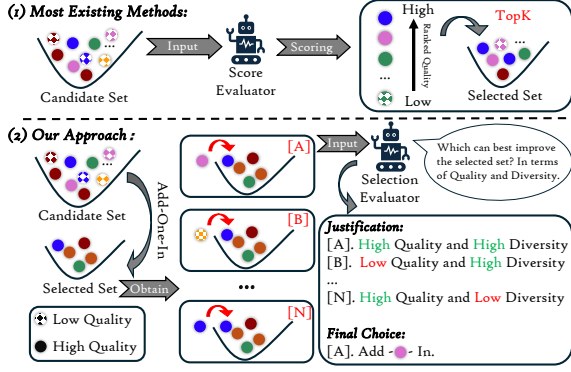 (1) Most Existing Methods:
Input
Scoring
Candidate Set
Score
Evaluator
High
Ranked Quality
Low
...
TopK
Selected Set
(2) Our Approach :
Candidate Set
Add-One-In
Selected Set
Obtain
Low Quality
High Quality
[A]
[B]
...
[N]
Input
Selection
Evaluator
Which can best improve
the selected set? In terms
of Quality and Diversity.
Justification:
[A]. High Quality and High Diversity
[B]. Low Quality and High Diversity
...
[N]. High Quality and Low Diversity
Final Choice:
[A]. Add - - In.